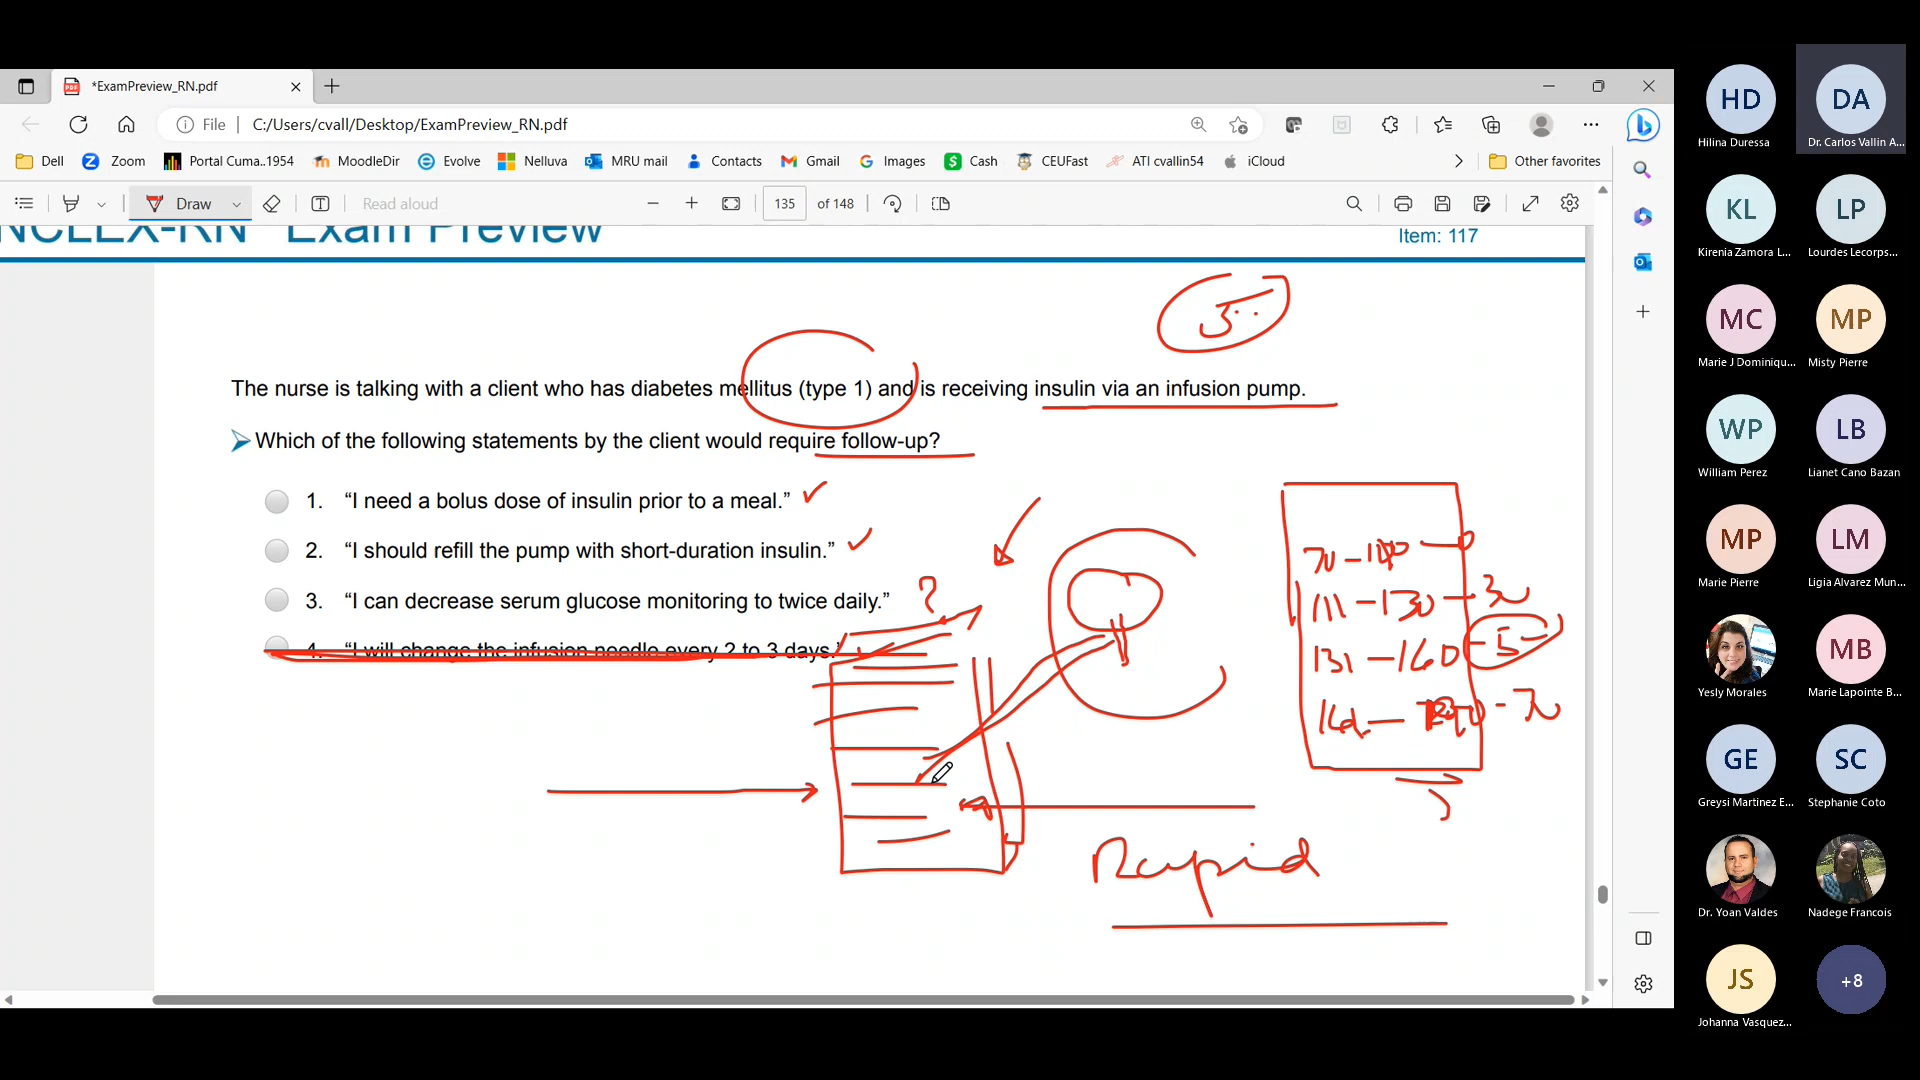 *ExamPreview_RN.pdf
File
C:/Users/cvall/Desktop/ExamPreview_RN.pdf
Dell Zoom Portal Cuma..1954 MoodleDir Evolve Nelluva MRU mail Contacts Gmail Images Cash CEUFast ATI cvallin54 iCloud Other favorites
Draw Read aloud 135 of 148
NCLEX-RN Exam Preview
Item: 117
The nurse is talking with a client who has diabetes mellitus (type 1) and is receiving insulin via an infusion pump.
Which of the following statements by the client would require follow-up?
1. “I need a bolus dose of insulin prior to a meal.”
2. “I should refill the pump with short-duration insulin.”
3. “I can decrease serum glucose monitoring to twice daily.”
4. “I will change the infusion needle every 2 to 3 days.”
?
111-130-
131-160-5
Rapid
HD
Hilina Duressa
DA
Dr. Carlos Vallin A...
KL
Kirenia Zamora L...
LP
Lourdes Lecorps...
MC
Marie J Dominiqu...
MP
Misty Pierre
WP
William Perez
LB
Lianet Cano Bazan
MP
Marie Pierre
LM
Ligia Alvarez Mun...
Yesly Morales
MB
Marie Lapointe B...
GE
Greysi Martinez E...
SC
Stephanie Coto
Dr. Yoan Valdes
Nadege Francois
JS
Johanna Vasquez...
+8